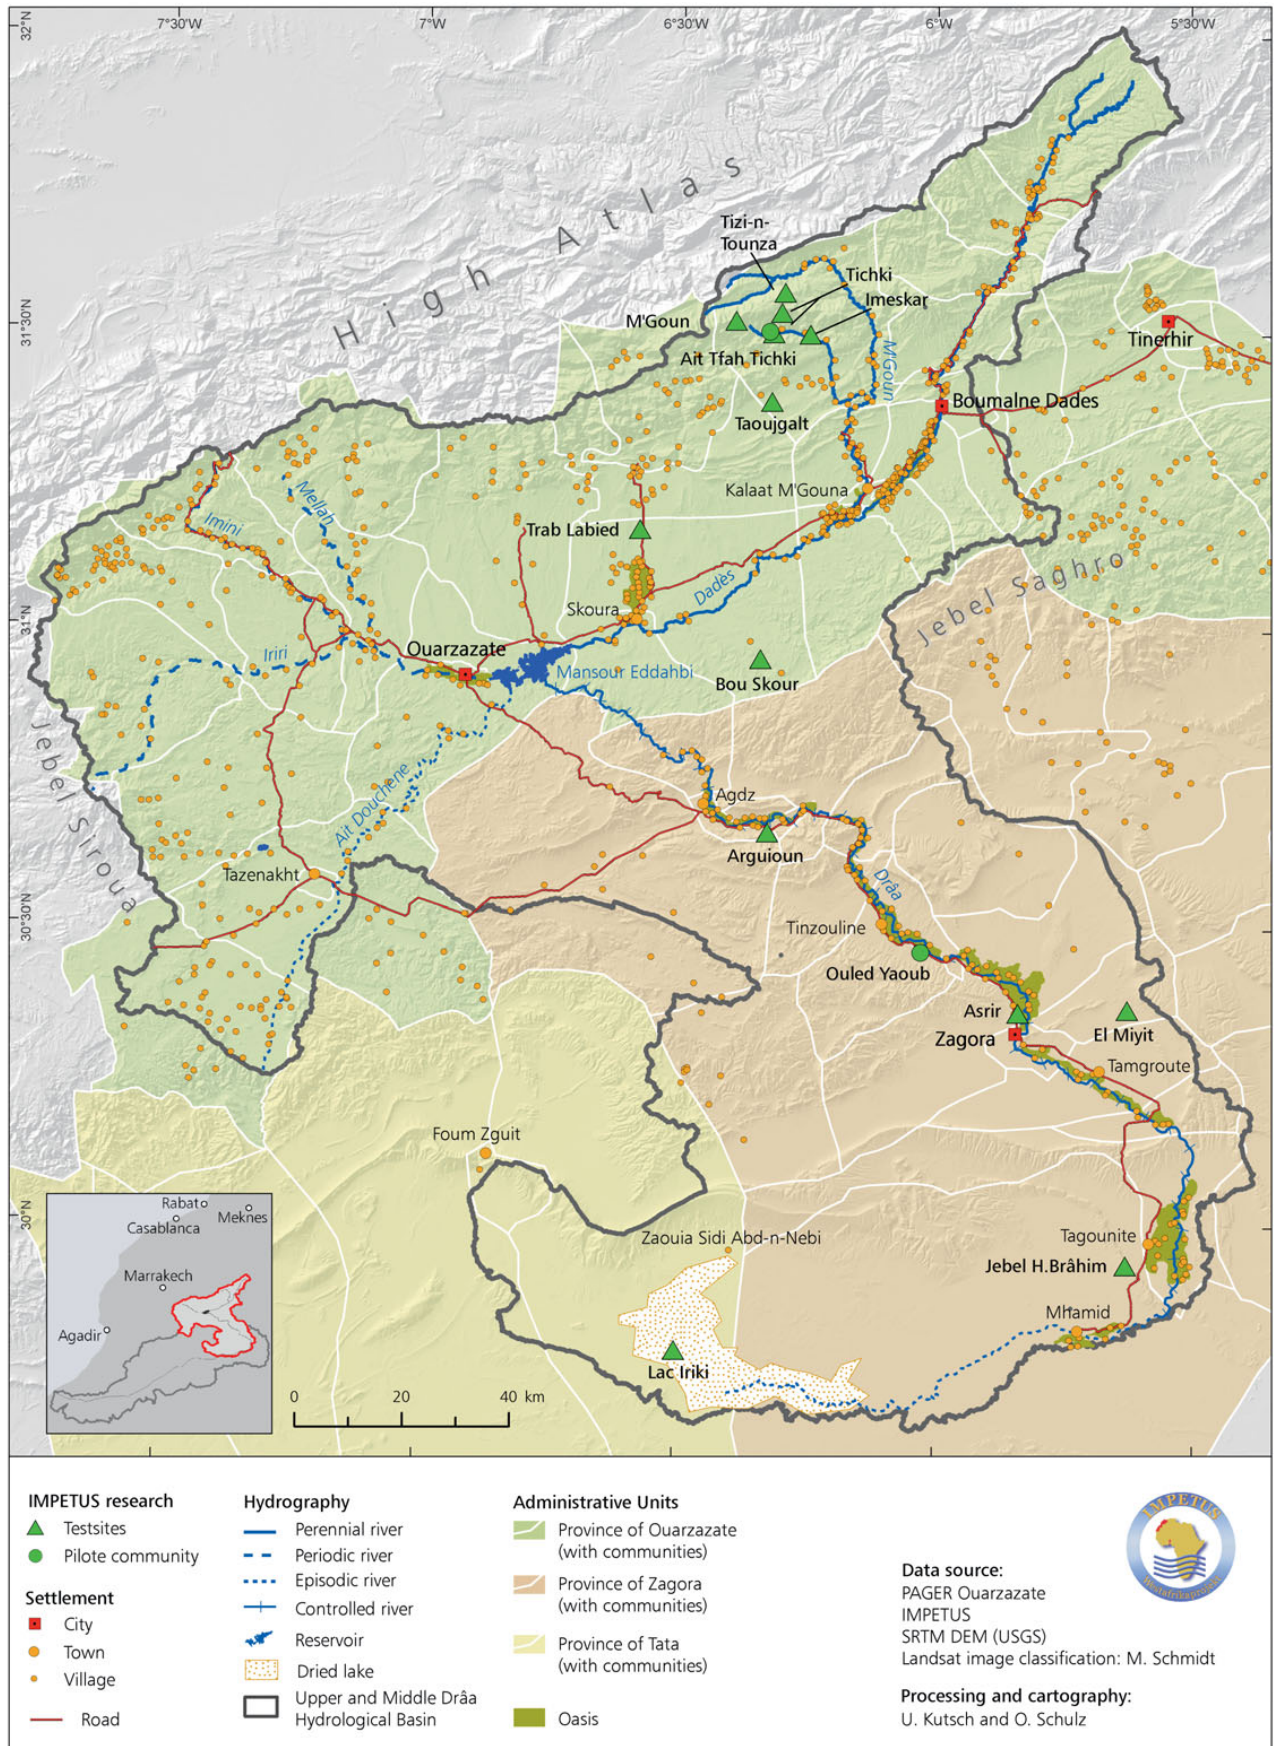 7°30'W
7°W
6°30'W
6°W
5°30'W
32°N
31°30'N
31°N
30°30'N
30°N
High Atlas
Tizi-n-
Tounza
Tichki
Imeskar
M'Goun
Ait Tfah Tichki
M'Goun
Tinerhir
Boumalne Dades
Taoujgalt
Kalaat M'Gouna
Mellah
Imini
Trab Labied
Dadès
Jebel Saghro
Skoura
Ouarzazate
Iriri
Mansour Eddahbi
Bou Skour
Jebel Siroua
Ait Douchene
Agdz
Arguioun
Tazenakht
Drâa
Tinzouline
Ouled Yaoub
Asrir
El Miyit
Zagora
Tamgroute
Foum Zguit
Zaouia Sidi Abd-n-Nebi
Tagounite
Jebel H.Brâhim
Mhamid
Lac Iriki
Rabat
Casablanca
Meknes
Marrakech
Agadir
0 20 40 km
IMPETUS research
Testsites
Pilote community
Settlement
City
Town
Village
Road
Hydrography
Perennial river
Periodic river
Episodic river
Controlled river
Reservoir
Dried lake
Upper and Middle Drâa
Hydrological Basin
Administrative Units
Province of Ouarzazate
(with communities)
Province of Zagora
(with communities)
Province of Tata
(with communities)
Oasis
IMPETUS
Westafrikaprojekt
Data source:
PAGER Ouarzazate
IMPETUS
SRTM DEM (USGS)
Landsat image classification: M. Schmidt
Processing and cartography:
U. Kutsch and O. Schulz